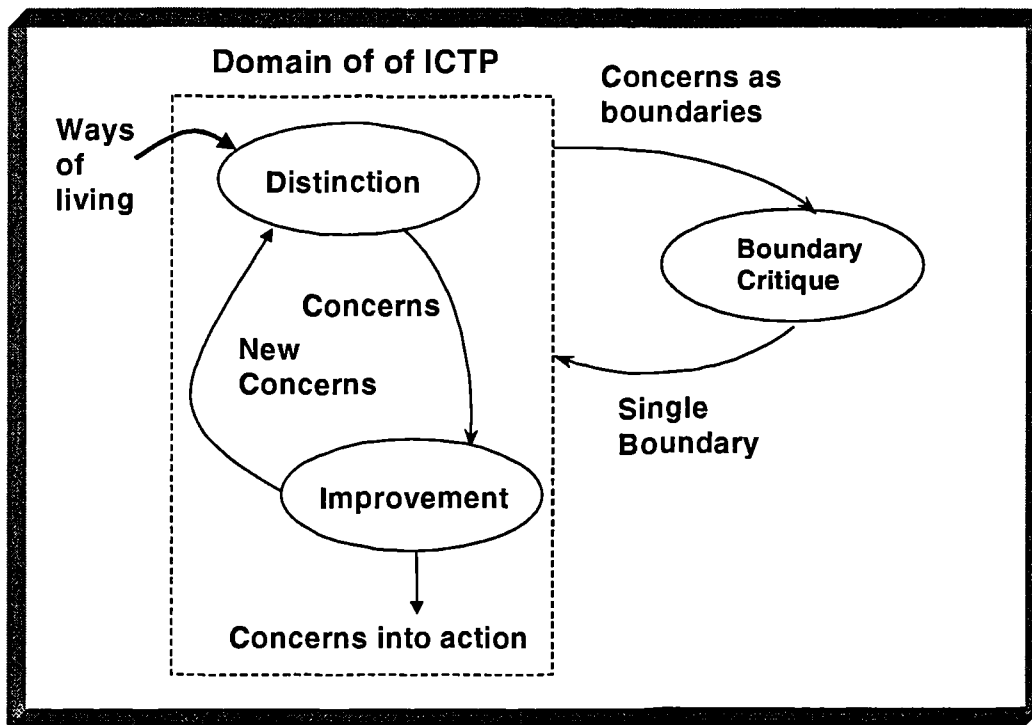 Domain of of ICTP
Concerns as
boundaries
Ways
of
living
Distinction
Boundary
Critique
Concerns
New
Concerns
Single
Boundary
Improvement
Concerns into action